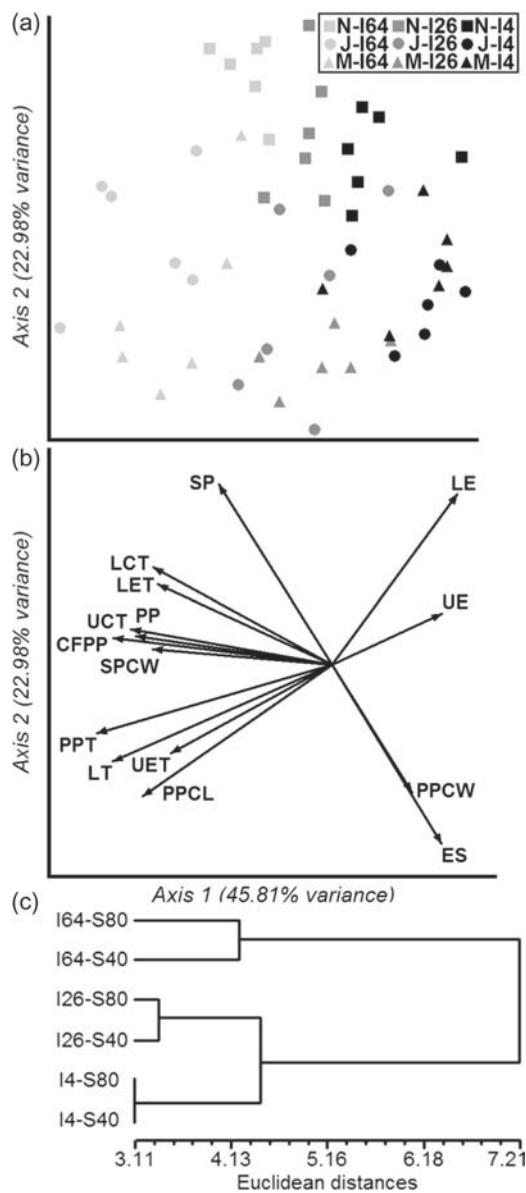 (a)
N-I64 N-I26 N-I4
J-I64 J-I26 J-I4
M-I64 M-I26 M-I4
Axis 2 (22.98% variance)
(b)
SP
LE
LCT
LET
UE
UCT PP
CFPP
SPCW
PPT
LT
UET
PPCL
PPCW
ES
Axis 2 (22.98% variance)
Axis 1 (45.81% variance)
(c)
I64-S80
I64-S40
I26-S80
I26-S40
I4-S80
I4-S40
3.11 4.13 5.16 6.18 7.21
Euclidean distances